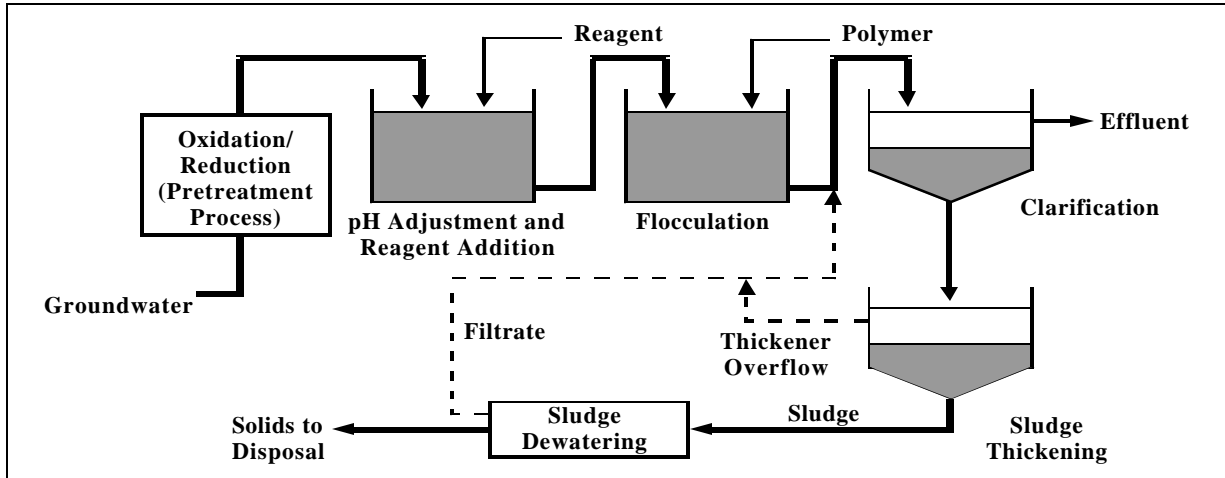 Reagent
Polymer
Oxidation/
Reduction
(Pretreatment
Process)
Effluent
pH Adjustment and
Reagent Addition
Flocculation
Clarification
Groundwater
Filtrate
Thickener
Overflow
Solids to
Disposal
Sludge
Dewatering
Sludge
Sludge
Thickening